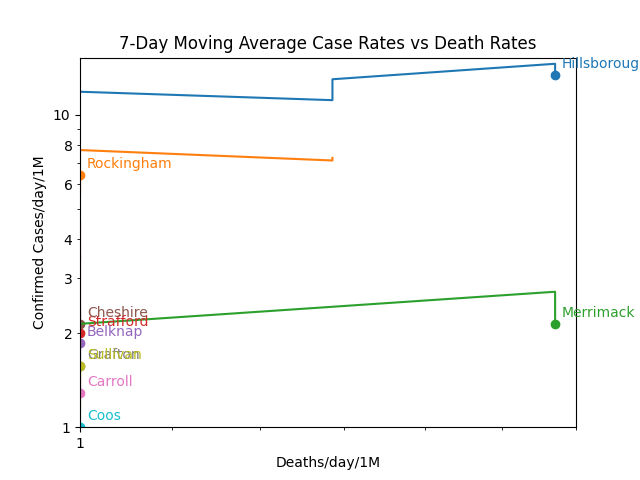 7-Day Moving Average Case Rates vs Death Rates
Hillsboroug
10
8
Rockingham
6
4
3
Cheshire
Merrimack
Strafford
2
Belknap
Sullivan
Carroll
Coos
1
1
Confirmed Cases/day/1M
Deaths/day/1M